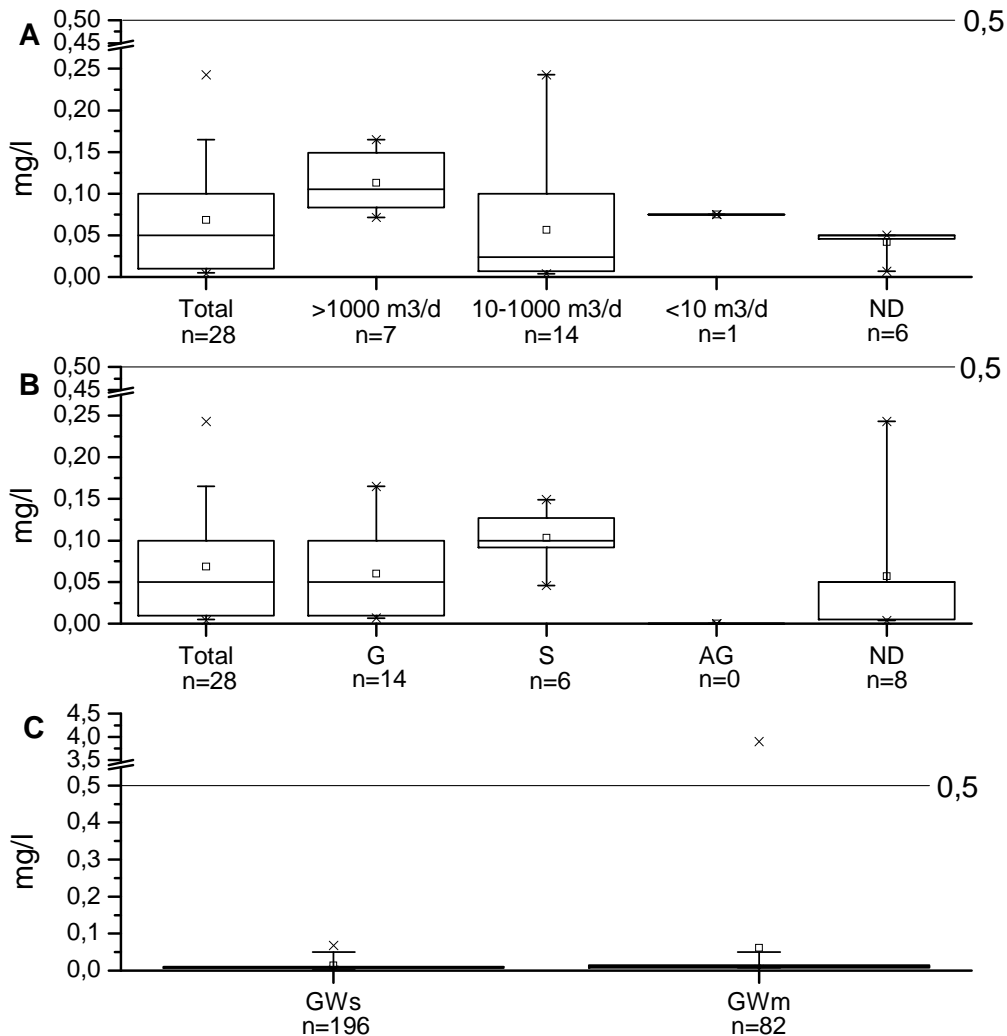 A
mg/l
0,50
0,45
0,25
0,20
0,15
0,10
0,05
0,00
0,5
Total
n=28
>1000 m3/d
n=7
10-1000 m3/d
n=14
<10 m3/d
n=1
ND
n=6
B
mg/l
0,50
0,45
0,25
0,20
0,15
0,10
0,05
0,00
0,5
Total
n=28
G
n=14
S
n=6
AG
n=0
ND
n=8
C
mg/l
4,5
4,0
3,5
0,5
0,4
0,3
0,2
0,1
0,0
0,5
GWs
n=196
GWm
n=82